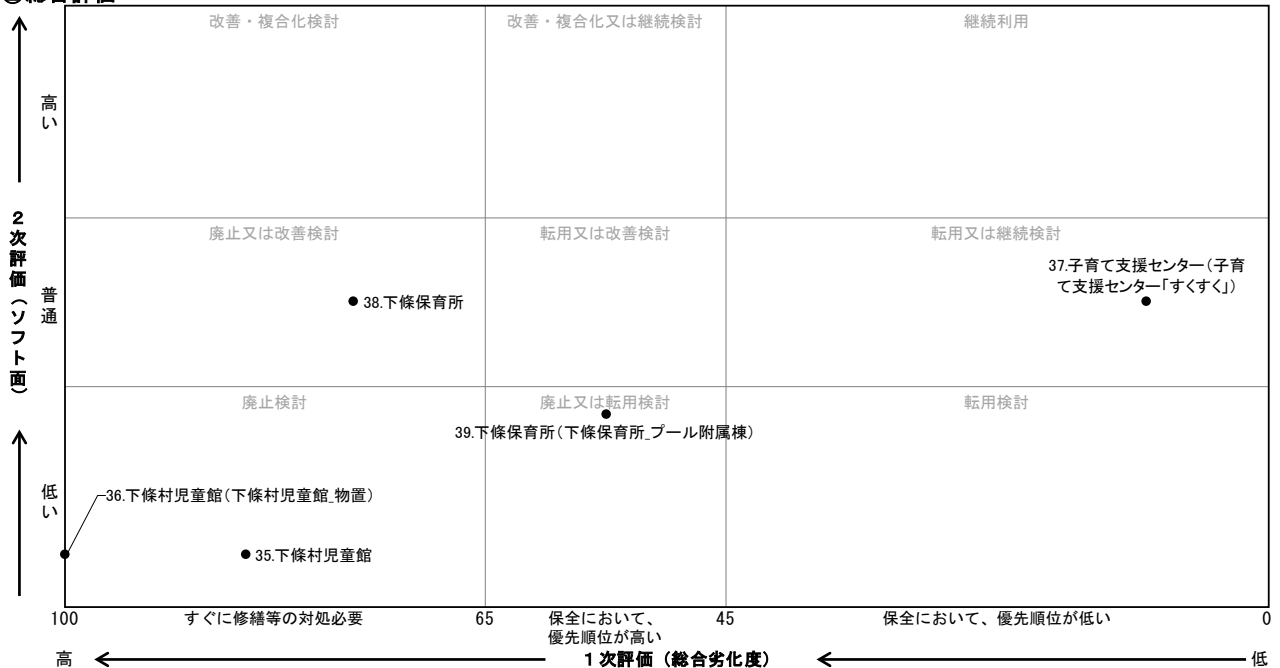 改善・複合化検討
改善・複合化又は継続検討
継続利用
高い
2次評価（ソフト面）
廃止又は改善検討
転用又は改善検討
転用又は継続検討
37.子育て支援センター（子育
て支援センター「すくすく」）
普通
38.下條保育所
廃止検討
廃止又は転用検討
転用検討
39.下條保育所（下條保育所_プール附属棟）
低い
36.下條村児童館（下條村児童館_物置）
35.下條村児童館
100
すぐに修繕等の対処必要
65
保全において、
優先順位が高い
45
保全において、優先順位が低い
0
高
1次評価（総合劣化度）
低